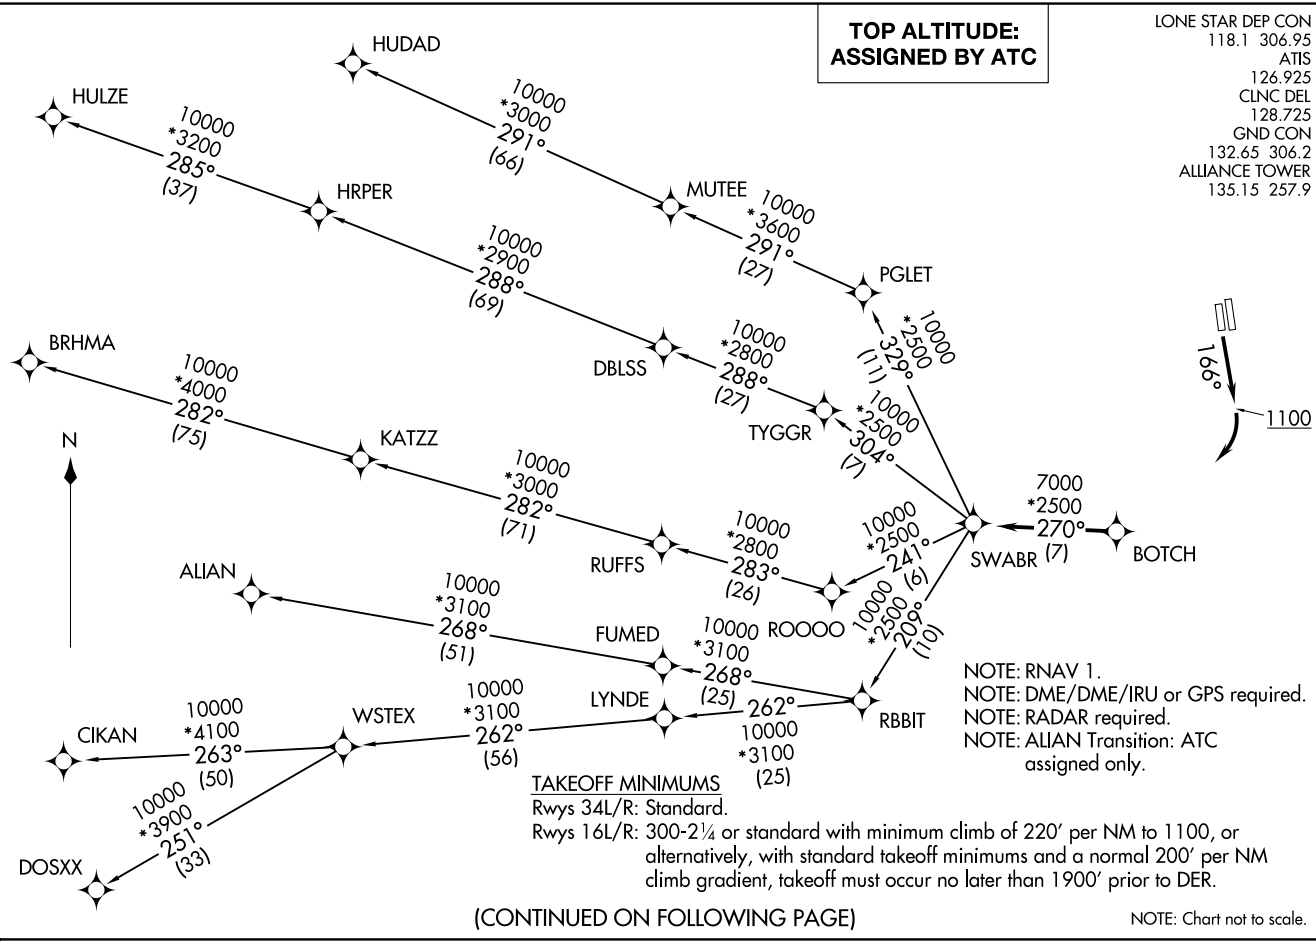 TOP ALTITUDE:
ASSIGNED BY ATC
LONE STAR DEP CON
118.1 306.95
ATIS
126.925
CLNC DEL
128.725
GND CON
132.65 306.2
ALLIANCE TOWER
135.15 257.9
HUDAD
10000
*3000
291°
(66)
HULZE
10000
*3200
285°
(37)
HRPER
MUTEE
10000
*3600
291°
(27)
10000
*2900
288°
(69)
PGLET
10000
*2500
329°
(11)
166°
1100
BRHMA
10000
*4000
282°
(75)
DBLSS
10000
*2800
288°
(27)
TYGGR
10000
*2500
304°
(7)
N
KATZZ
10000
*3000
282°
(71)
RUFFS
10000
*2800
283°
(26)
ROOOO
10000
*2500
241°
(6)
SWABR
7000
*2500
270°
(7)
BOTCH
ALIAN
10000
*3100
268°
(51)
FUMED
10000
*3100
268°
(25)
10000
*2500
209°
(10)
RBBIT
LYNDE
262°
10000
*3100
(25)
WSTEX
10000
*3100
262°
(56)
CIKAN
10000
*4100
263°
(50)
10000
*3900
251°
(33)
DOSXX
NOTE: RNAV 1.
NOTE: DME/DME/IRU or GPS required.
NOTE: RADAR required.
NOTE: ALIAN Transition: ATC
assigned only.
TAKEOFF MINIMUMS
Rwys 34L/R: Standard.
Rwys 16L/R: 300-2¼ or standard with minimum climb of 220' per NM to 1100, or
alternatively, with standard takeoff minimums and a normal 200' per NM
climb gradient, takeoff must occur no later than 1900' prior to DER.
(CONTINUED ON FOLLOWING PAGE)
NOTE: Chart not to scale.